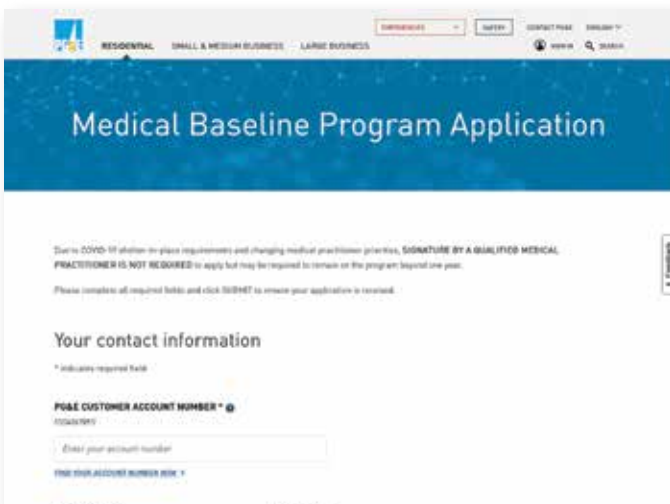 PG&E
RESIDENTIAL SMALL & MEDIUM BUSINESS LARGE BUSINESS
EMERGENCIES SAFETY CONTACT PG&E ENGLISH
SIGN IN SEARCH
Medical Baseline Program Application
Due to COVID-19 shelter-in-place requirements and changing medical practitioner priorities, SIGNATURE BY A QUALIFIED MEDICAL
PRACTITIONER IS NOT REQUIRED to apply but may be required to remain on the program beyond one year.
Please complete all required fields and click SUBMIT to ensure your application is received.
Your contact information
* indicates required field
PG&E CUSTOMER ACCOUNT NUMBER *
Enter your account number
FIND YOUR ACCOUNT NUMBER NOW